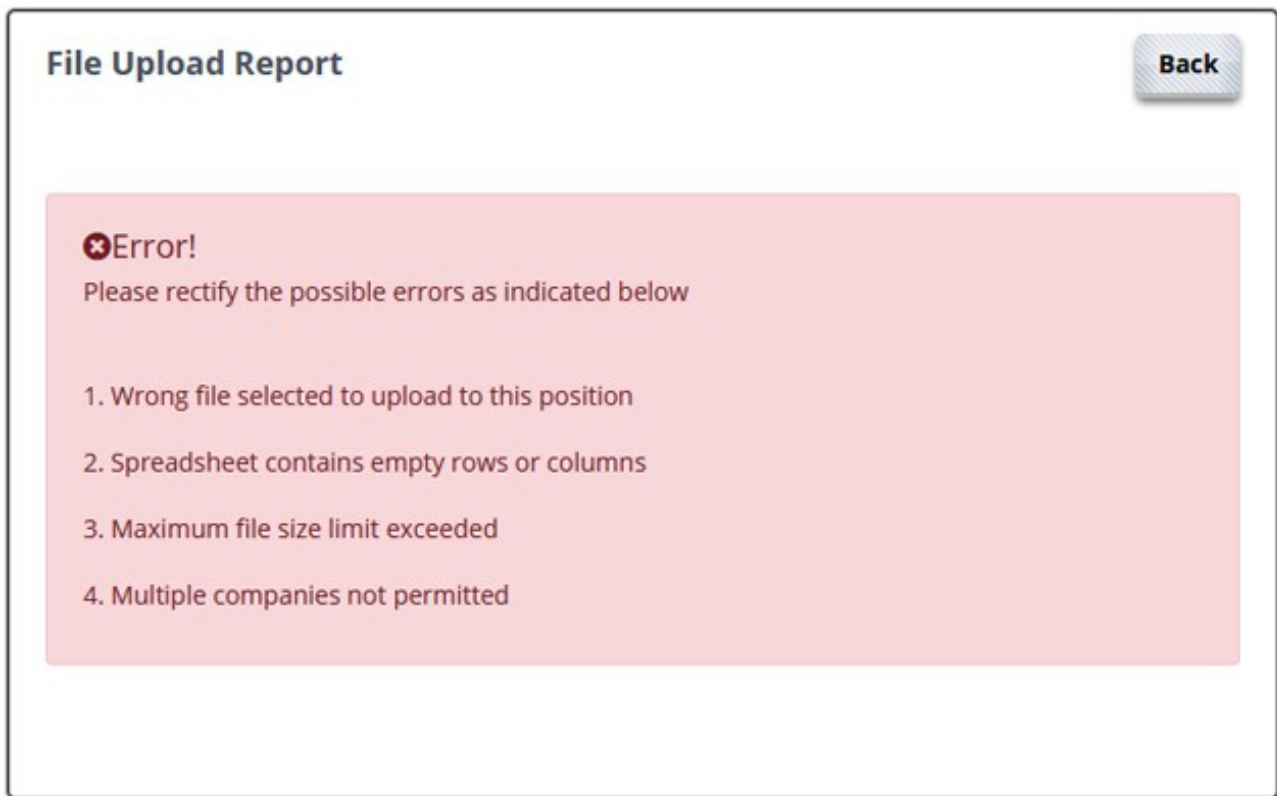 File Upload Report
Back
Error!
Please rectify the possible errors as indicated below
1. Wrong file selected to upload to this position
2. Spreadsheet contains empty rows or columns
3. Maximum file size limit exceeded
4. Multiple companies not permitted